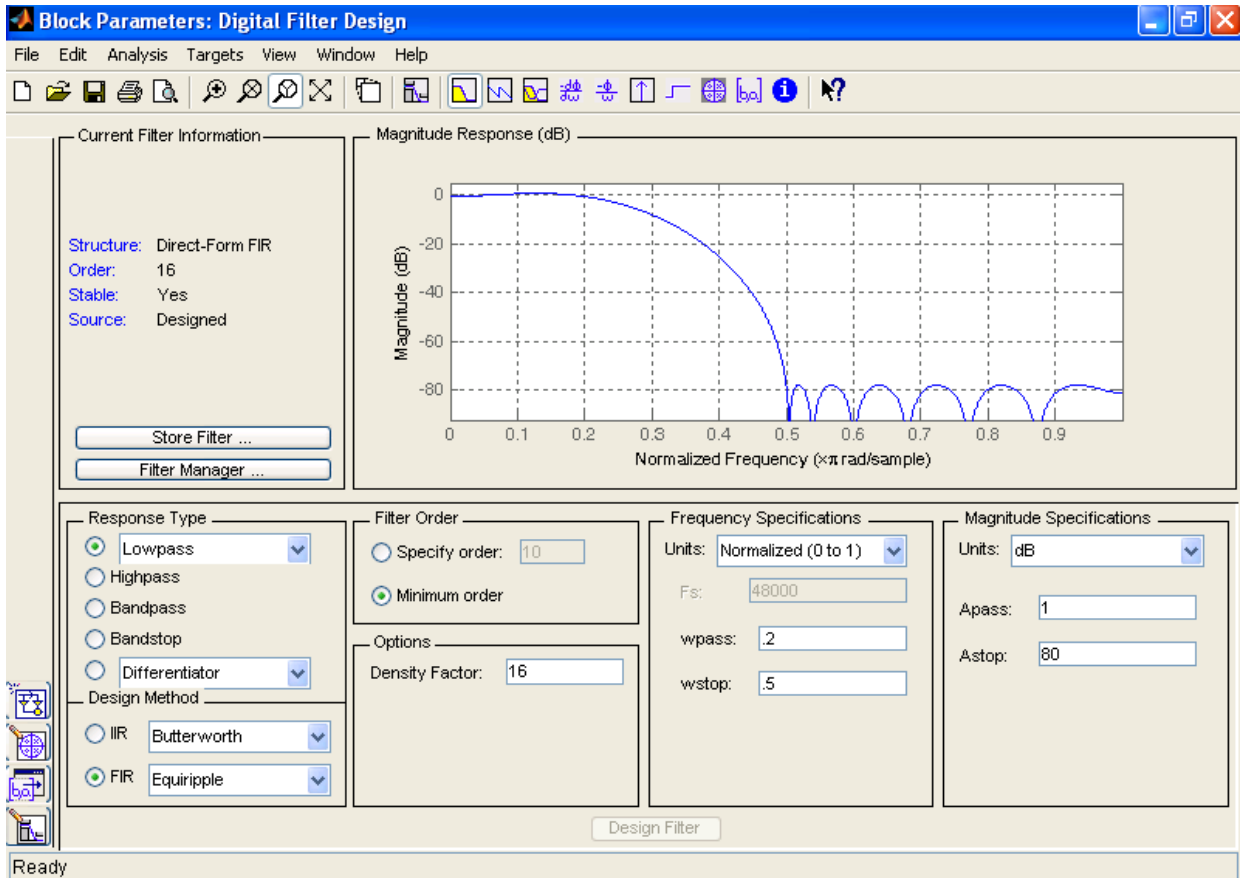 Block Parameters: Digital Filter Design
File Edit Analysis Targets View Window Help
Current Filter Information
Structure: Direct-Form FIR
Order: 16
Stable: Yes
Source: Designed
Store Filter ...
Filter Manager ...
Magnitude Response (dB)
Magnitude (dB)
0
-20
-40
-60
-80
0 0.1 0.2 0.3 0.4 0.5 0.6 0.7 0.8 0.9
Normalized Frequency (×π rad/sample)
Response Type
Lowpass
Highpass
Bandpass
Bandstop
Differentiator
Design Method
IIR Butterworth
FIR Equiripple
Filter Order
Specify order: 10
Minimum order
Options
Density Factor: 16
Frequency Specifications
Units: Normalized (0 to 1)
Fs: 48000
wpass: .2
wstop: .5
Magnitude Specifications
Units: dB
Apass: 1
Astop: 80
Design Filter
Ready